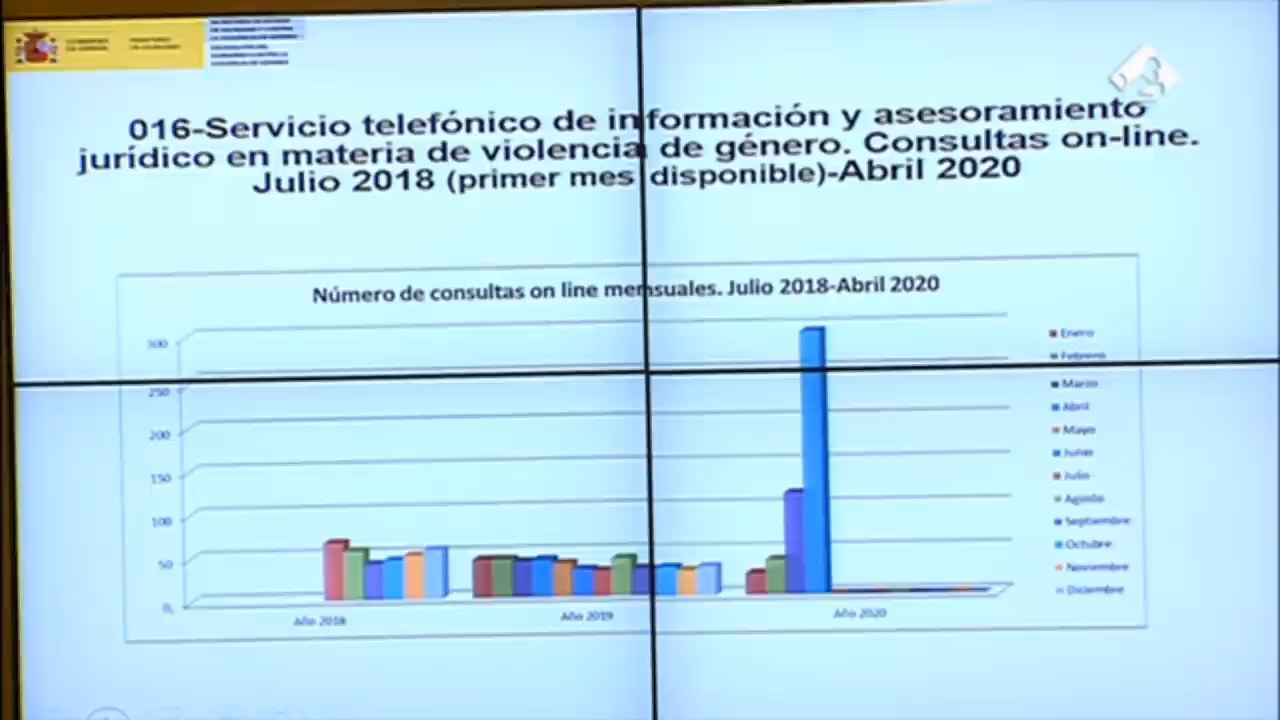 016-Servicio telefónico de información y asesoramiento
jurídico en materia de violencia de género. Consultas on-line.
Julio 2018 (primer mes disponible)-Abril 2020
Número de consultas on line mensuales. Julio 2018-Abril 2020
300
250
200
150
100
50
0
Año 2018
Año 2019
Año 2020
Enero
Febrero
Marzo
Abril
Mayo
Junio
Julio
Agosto
Septiembre
Octubre
Noviembre
Diciembre